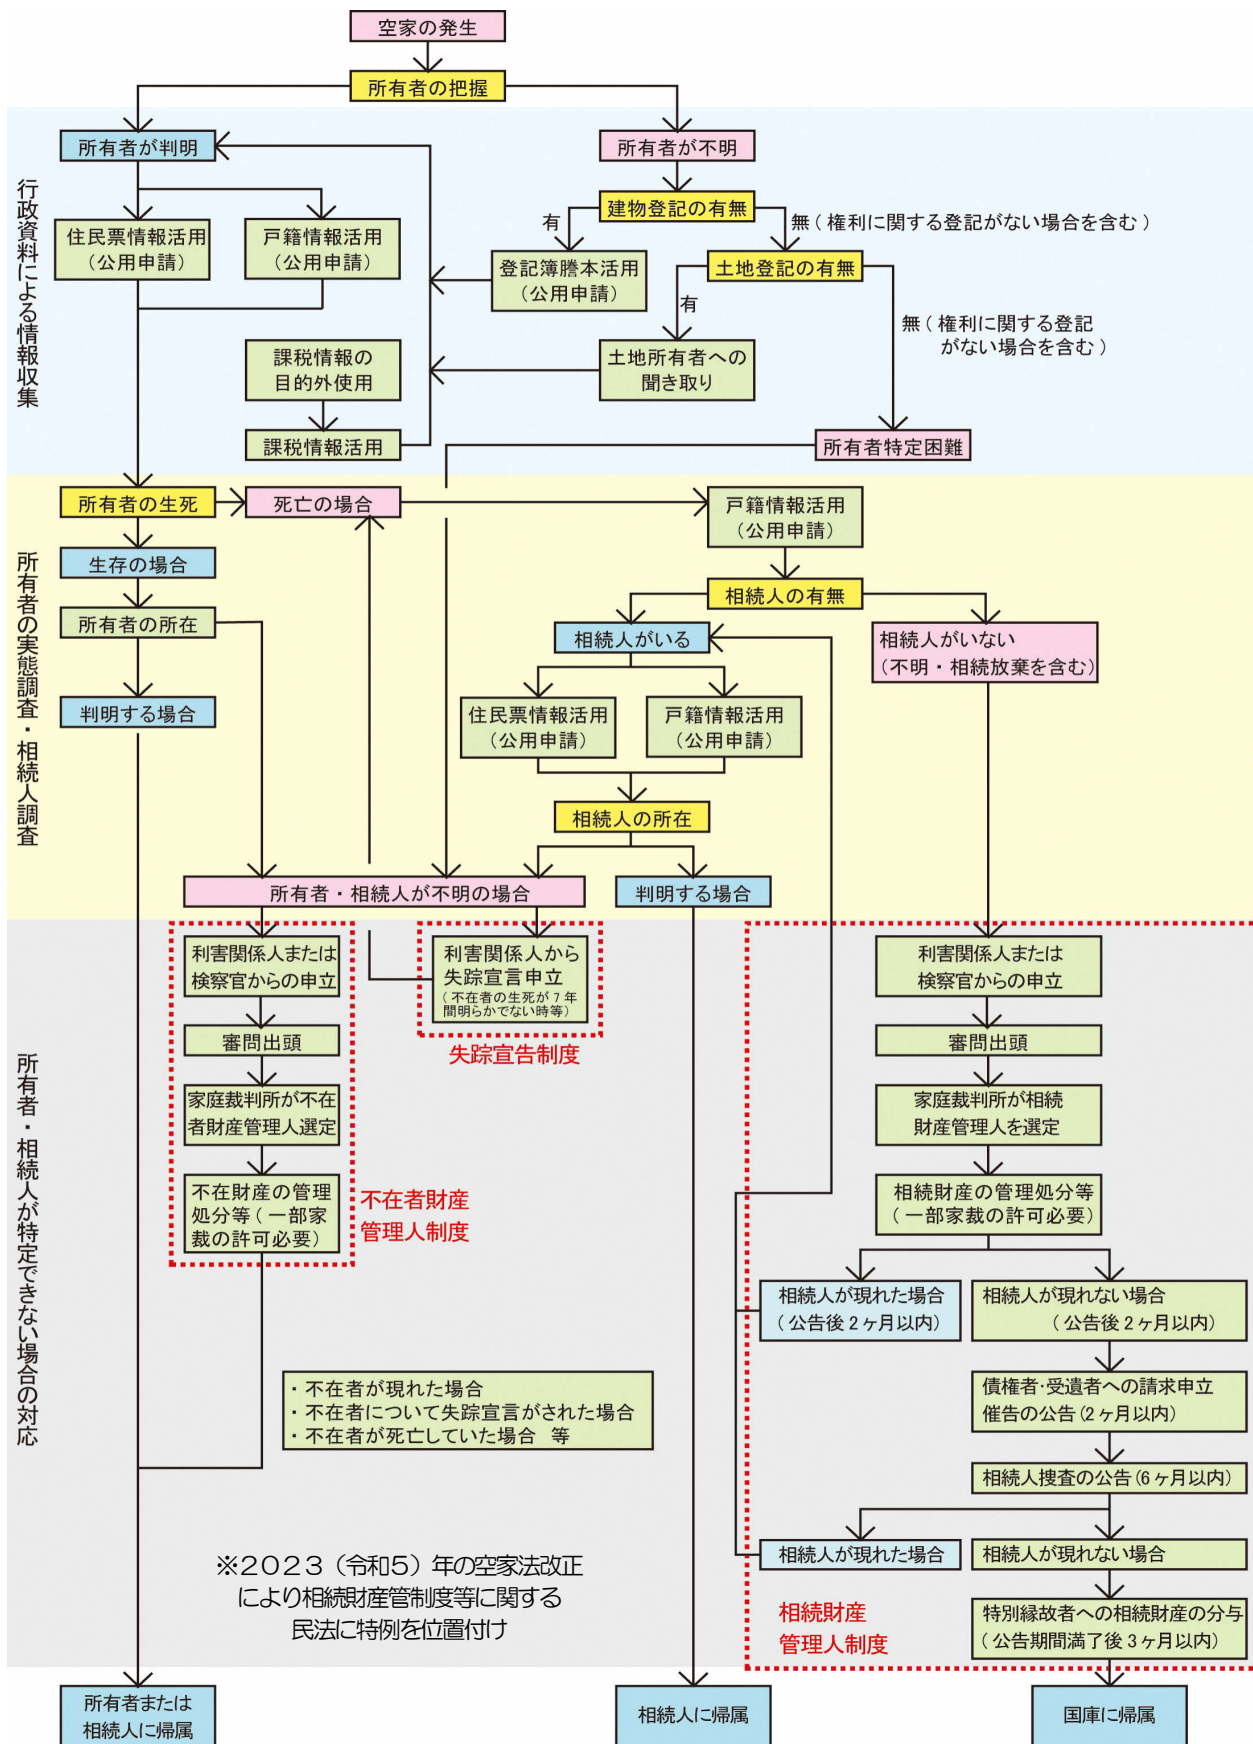 空家の発生
所有者の把握
行政資料による情報収集
所有者が判明
所有者が不明
住民票情報活用
(公用申請)
戸籍情報活用
(公用申請)
建物登記の有無
有
無(権利に関する登記がない場合を含む)
登記簿謄本活用
(公用申請)
土地登記の有無
有
無(権利に関する登記
がない場合を含む)
課税情報の
目的外使用
土地所有者への
聞き取り
課税情報活用
所有者特定困難
所有者の実態調査・相続人調査
所有者の生死
死亡の場合
戸籍情報活用
(公用申請)
生存の場合
相続人の有無
所有者の所在
相続人がいる
相続人がいない
(不明・相続放棄を含む)
判明する場合
住民票情報活用
(公用申請)
戸籍情報活用
(公用申請)
相続人の所在
所有者・相続人が不明の場合
判明する場合
所有者・相続人が特定できない場合の対応
利害関係人または
検察官からの申立
審問出頭
家庭裁判所が不在
者財産管理人選定
不在財産の管理
処分等(一部家
裁の許可必要)
不在者財産
管理人制度
利害関係人から
失踪宣言申立
(不在者の生死が7年
間明らかでない時等)
失踪宣告制度
利害関係人または
検察官からの申立
審問出頭
家庭裁判所が相続
財産管理人を選定
相続財産の管理処分等
(一部家裁の許可必要)
相続人が現れた場合
(公告後2ヶ月以内)
相続人が現れない場合
(公告後2ヶ月以内)
債権者・受遺者への請求申立
催告の公告(2ヶ月以内)
相続人捜査の公告(6ヶ月以内)
相続人が現れた場合
相続人が現れない場合
特別縁故者への相続財産の分与
(公告期間満了後3ヶ月以内)
相続財産
管理人制度
・不在者が現れた場合
・不在者について失踪宣言がされた場合
・不在者が死亡していた場合 等
※2023(令和5)年の空家法改正
により相続財産管制度等に関する
民法に特例を位置付け
所有者または
相続人に帰属
相続人に帰属
国庫に帰属